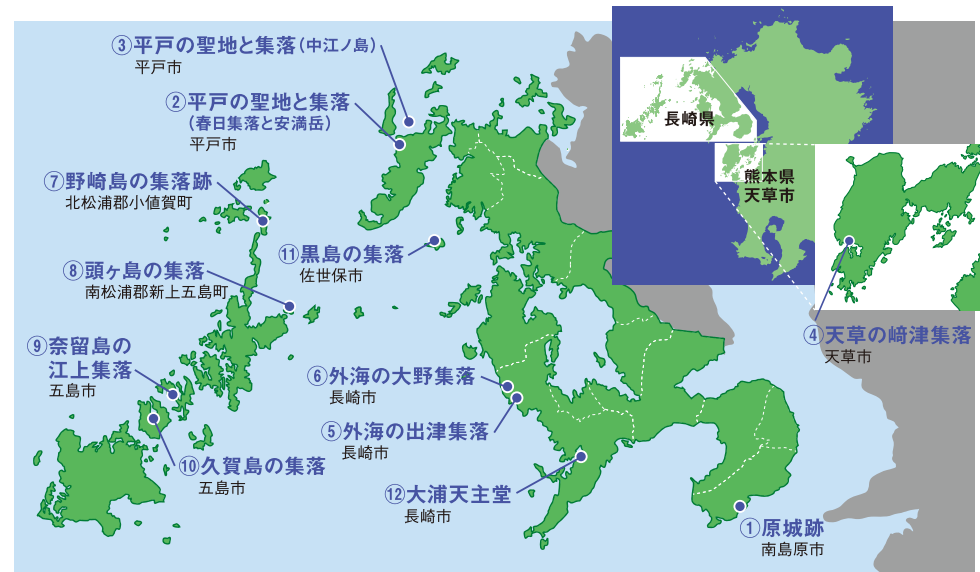 ③平戸の聖地と集落(中江ノ島)
平戸市
②平戸の聖地と集落
(春日集落と安満岳)
平戸市
⑦野崎島の集落跡
北松浦郡小値賀町
⑪黒島の集落
佐世保市
⑧頭ヶ島の集落
南松浦郡新上五島町
⑨奈留島の
江上集落
五島市
⑥外海の大野集落
長崎市
⑤外海の出津集落
長崎市
⑩久賀島の集落
五島市
⑫大浦天主堂
長崎市
①原城跡
南島原市
長崎県
熊本県
天草市
④天草の﨑津集落
天草市